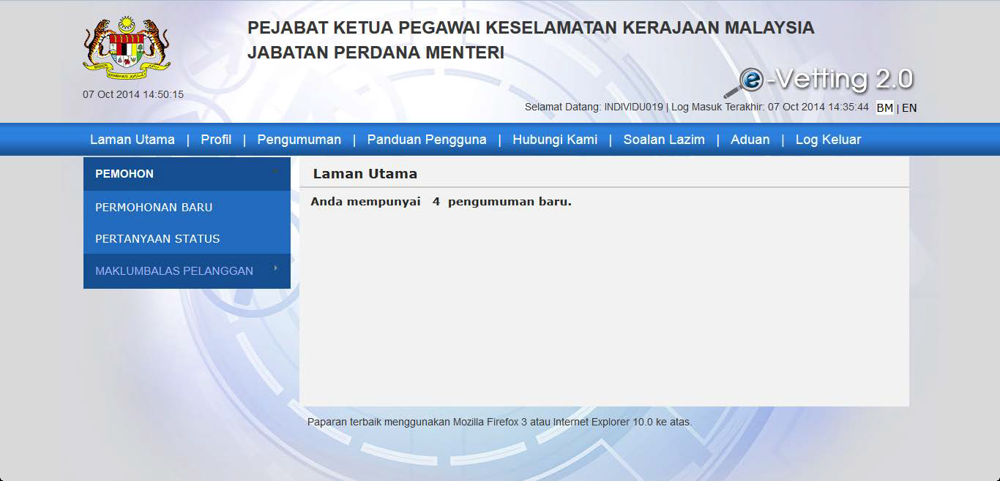 PEJABAT KETUA PEGAWAI KESELAMATAN KERAJAAN MALAYSIA
JABATAN PERDANA MENTERI
e-Vetting 2.0
07 Oct 2014 14:50:15
Selamat Datang: INDIVIDU019 | Log Masuk Terakhir: 07 Oct 2014 14:35:44 BM | EN
Laman Utama | Profil | Pengumuman | Panduan Pengguna | Hubungi Kami | Soalan Lazim | Aduan | Log Keluar
PEMOHON
PERMOHONAN BARU
PERTANYAAN STATUS
MAKLUMBALAS PELANGGAN
Laman Utama
Anda mempunyai 4 pengumuman baru.
Paparan terbaik menggunakan Mozilla Firefox 3 atau Internet Explorer 10.0 ke atas.